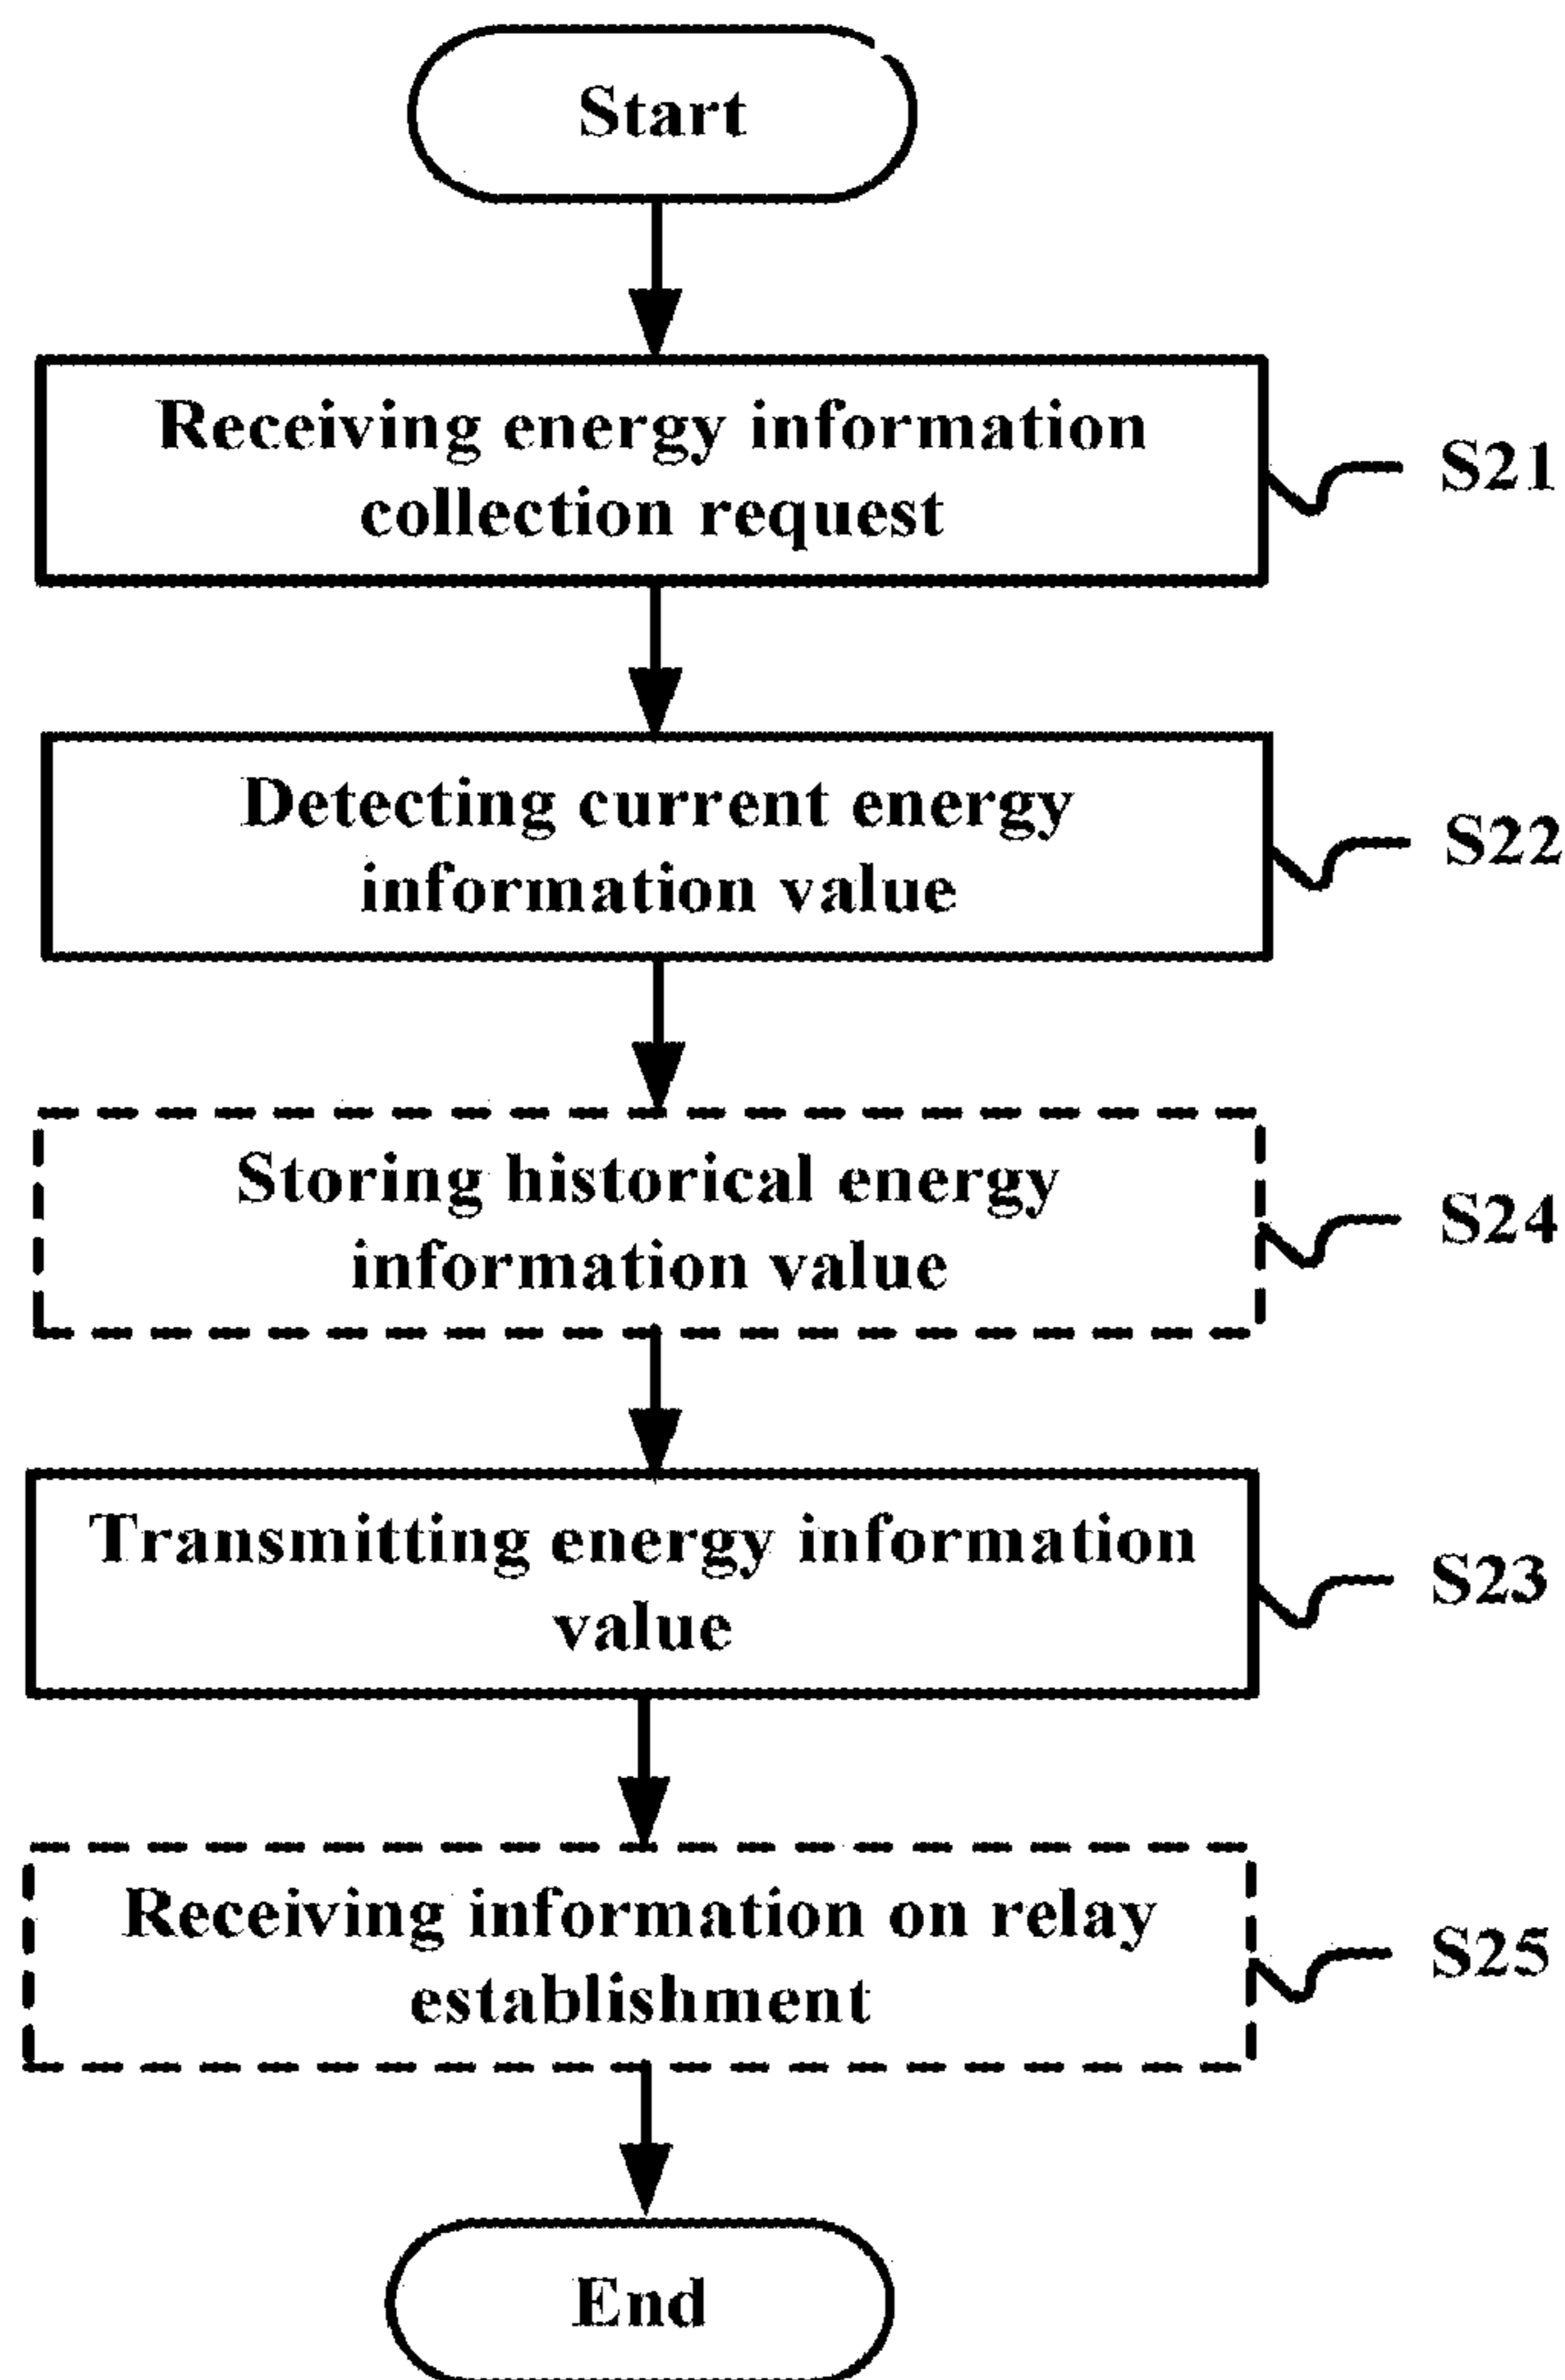 Start
Receiving energy information
collection request
S21
Detecting current energy
information value
S22
Storing historical energy
information value
S24
Transmitting energy information
value
S23
Receiving information on relay
establishment
S25
End